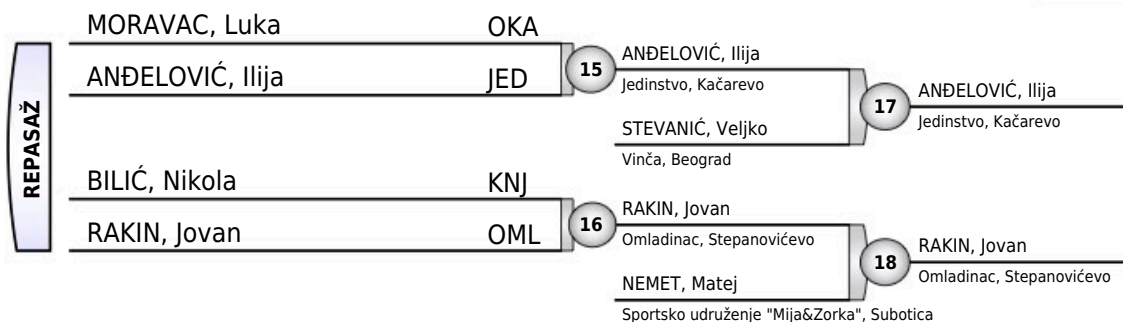 MORAVAC, Luka OKA
ANĐELOVIĆ, Ilija JED
REPASAŽ
BILIĆ, Nikola KNJ
RAKIN, Jovan OML
15
ANĐELOVIĆ, Ilija
Jedinstvo, Kačarevo
STEVANIĆ, Veljko
Vinča, Beograd
16
RAKIN, Jovan
Omladinac, Stepanovićevo
NEMET, Matej
Sportsko udruženje "Mija&Zorka", Subotica
17
ANĐELOVIĆ, Ilija
Jedinstvo, Kačarevo
18
RAKIN, Jovan
Omladinac, Stepanovićevo